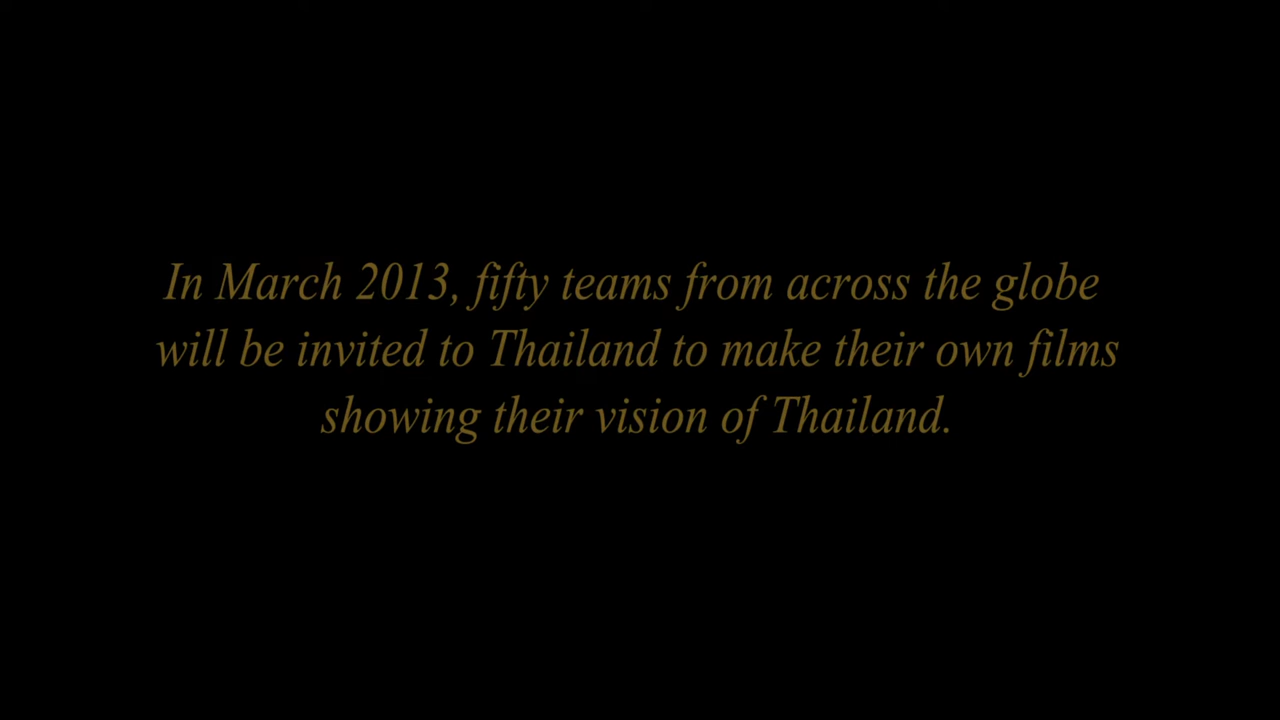 In March 2013, fifty teams from across the globe
will be invited to Thailand to make their own films
showing their vision of Thailand.